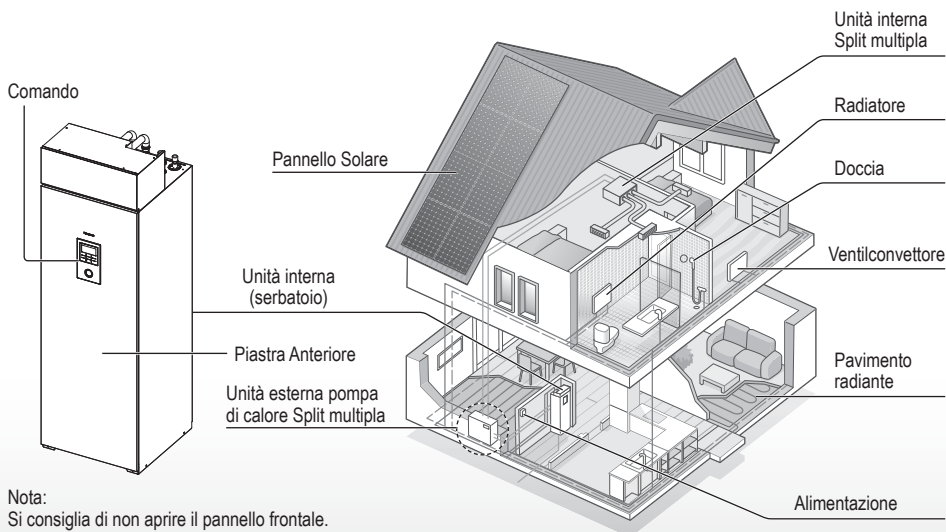 Comando
Pannello Solare
Unità interna
(serbatoio)
Piastra Anteriore
Unità esterna pompa
di calore Split multipla
Unità interna
Split multipla
Radiatore
Doccia
Ventilconvettore
Pavimento
radiante
Alimentazione
Nota:
Si consiglia di non aprire il pannello frontale.